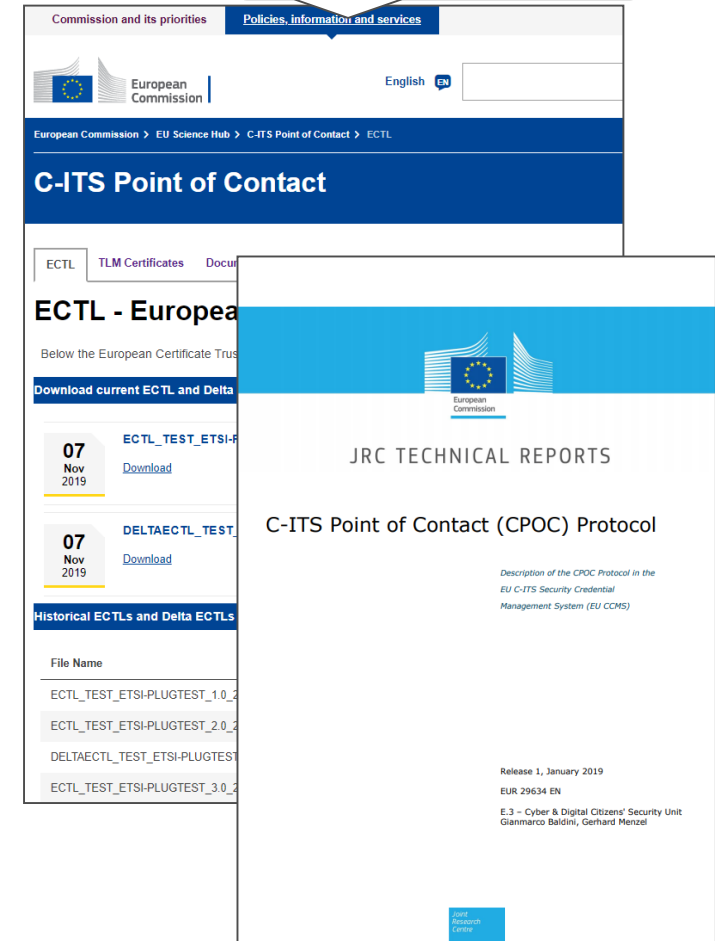 Commission and its priorities
Policies, information and services
European
Commission
English EN
European Commission > EU Science Hub > C-ITS Point of Contact > ECTL
C-ITS Point of Contact
ECTL
TLM Certificates
ECTL -
Below the European Certificate
Download current ECTL and Delta
07
Nov
2019
Download
07
Nov
2019
Download
Historical ECTLs and Delta ECTLs
File Name
ECTL_TEST_ETSI-PLUGTEST_1.0_2
ECTL_TEST_ETSI-PLUGTEST_2.0_2
DELTAECTL_TEST_ETSI-PLUGTEST
ECTL_TEST_ETSI-PLUGTEST_3.0_2
European
Commission
JRC TECHNICAL REPORTS
C-ITS Point of Contact (CPOC) Protocol
Description of the CPOC Protocol in the
EU C-ITS Security Credential
Management System (EU CCMS)
Release 1, January 2019
EUR 29634 EN
E.3 – Cyber & Digital Citizens' Security Unit
Gianmarco Baldini, Gerhard Menzel
Joint
Research
Centre